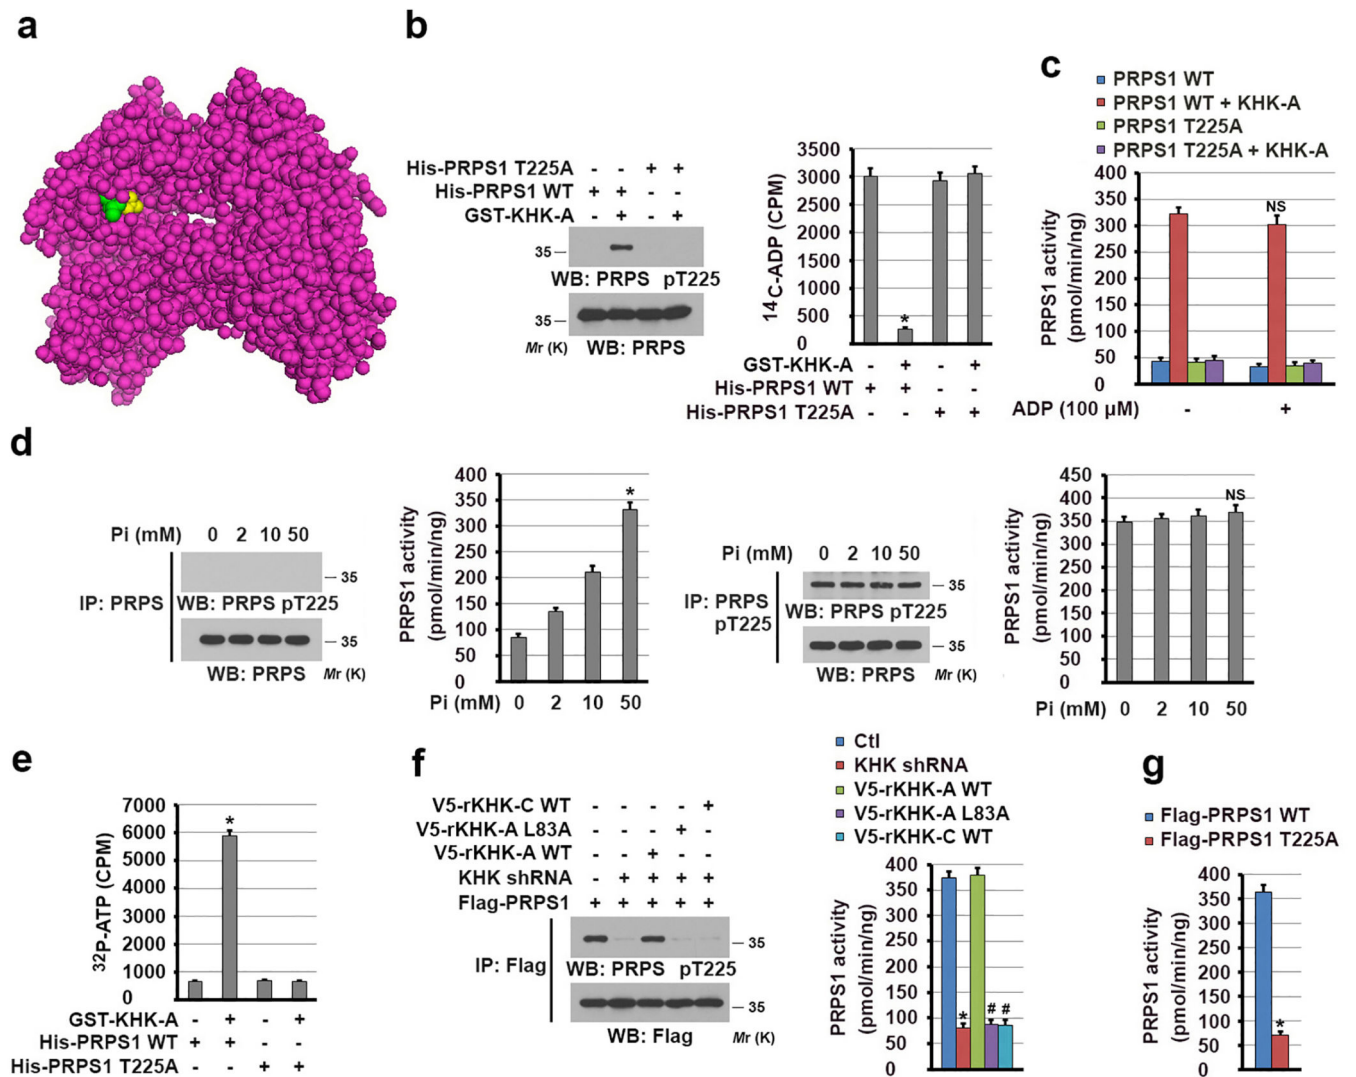 a
b
His-PRPS1 T225A - - + +
His-PRPS1 WT + + - -
GST-KHK-A - + - +
35
WB: PRPS pT225
35
Mr (K) WB: PRPS
14C-ADP (CPM)
3500
3000
2500
2000
1500
1000
500
0
*
GST-KHK-A - + - +
His-PRPS1 WT + + - -
His-PRPS1 T225A - - + +
c
PRPS1 WT
PRPS1 WT + KHK-A
PRPS1 T225A
PRPS1 T225A + KHK-A
PRPS1 activity
(pmol/min/ng)
400
350
300
250
200
150
100
50
0
NS
ADP (100 µM) - +
d
Pi (mM) 0 2 10 50
IP: PRPS
35
WB: PRPS pT225
35
WB: PRPS Mr (K)
PRPS1 activity
(pmol/min/ng)
400
350
300
250
200
150
100
50
0
*
Pi (mM) 0 2 10 50
Pi (mM) 0 2 10 50
IP: PRPS
pT225
35
WB: PRPS pT225
35
WB: PRPS Mr (K)
PRPS1 activity
(pmol/min/ng)
450
400
350
300
250
200
150
100
50
0
NS
Pi (mM) 0 2 10 50
e
32P-ATP (CPM)
7000
6000
5000
4000
3000
2000
1000
0
*
GST-KHK-A - + - +
His-PRPS1 WT + + - -
His-PRPS1 T225A - - + +
f
V5-rKHK-C WT - - - - +
V5-rKHK-A L83A - - - + -
V5-rKHK-A WT - - + - -
KHK shRNA - + + + +
Flag-PRPS1 + + + + +
IP: Flag
35
WB: PRPS pT225
35
WB: Flag Mr (K)
Ctl
KHK shRNA
V5-rKHK-A WT
V5-rKHK-A L83A
V5-rKHK-C WT
PRPS1 activity
(pmol/min/ng)
400
350
300
250
200
150
100
50
0
* # #
g
Flag-PRPS1 WT
Flag-PRPS1 T225A
PRPS1 activity
(pmol/min/ng)
400
350
300
250
200
150
100
50
0
*